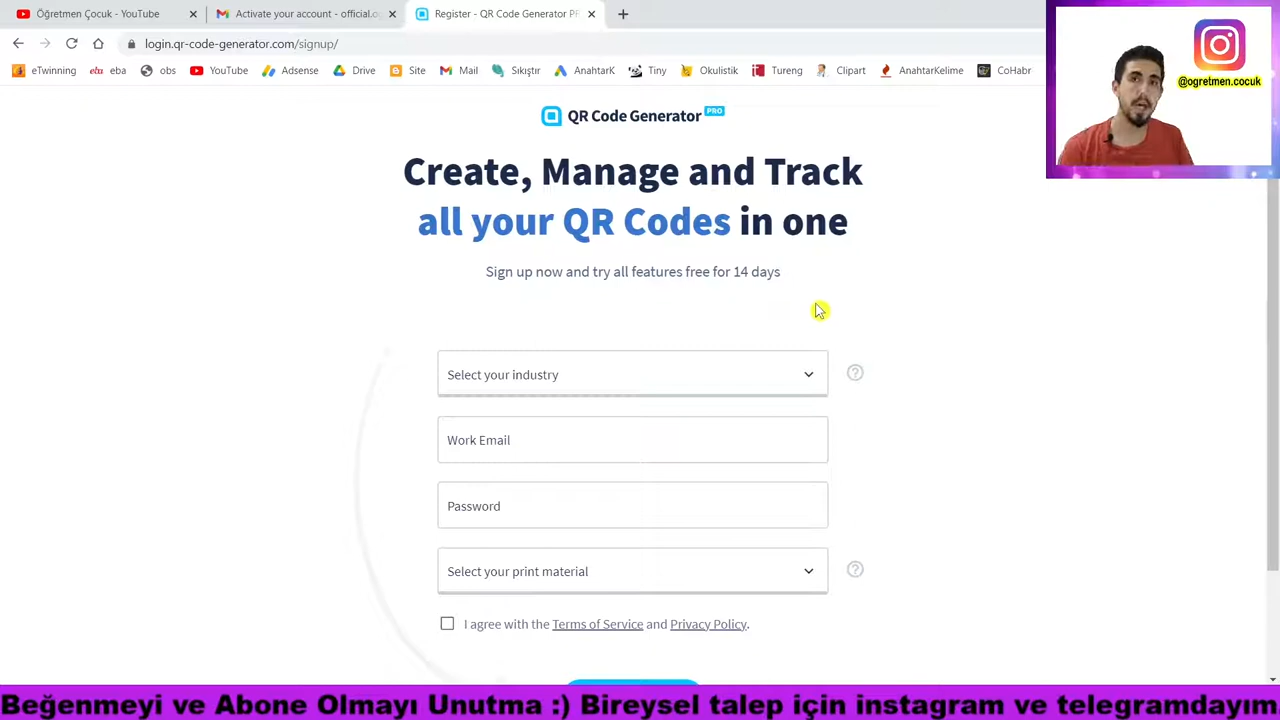 Öğretmen Çocuk - YouTube
Activate your account - official.og
Register - QR Code Generator PR
login.qr-code-generator.com/signup/
eTwinning
eba eba
obs
YouTube
Adsense
Drive
Site
Mail
Sıkıştır
AnahtarK
Tiny
Okulistik
Tureng
Clipart
AnahtarKelime
CoHabr
@ogretmen.cocuk
QR Code Generator PRO
Create, Manage and Track
all your QR Codes in one
Sign up now and try all features free for 14 days
Select your industry
Work Email
Password
Select your print material
I agree with the Terms of Service and Privacy Policy.
Beğenmeyi ve Abone Olmayı Unutma :) Bireysel talep için instagram ve telegramdayım.